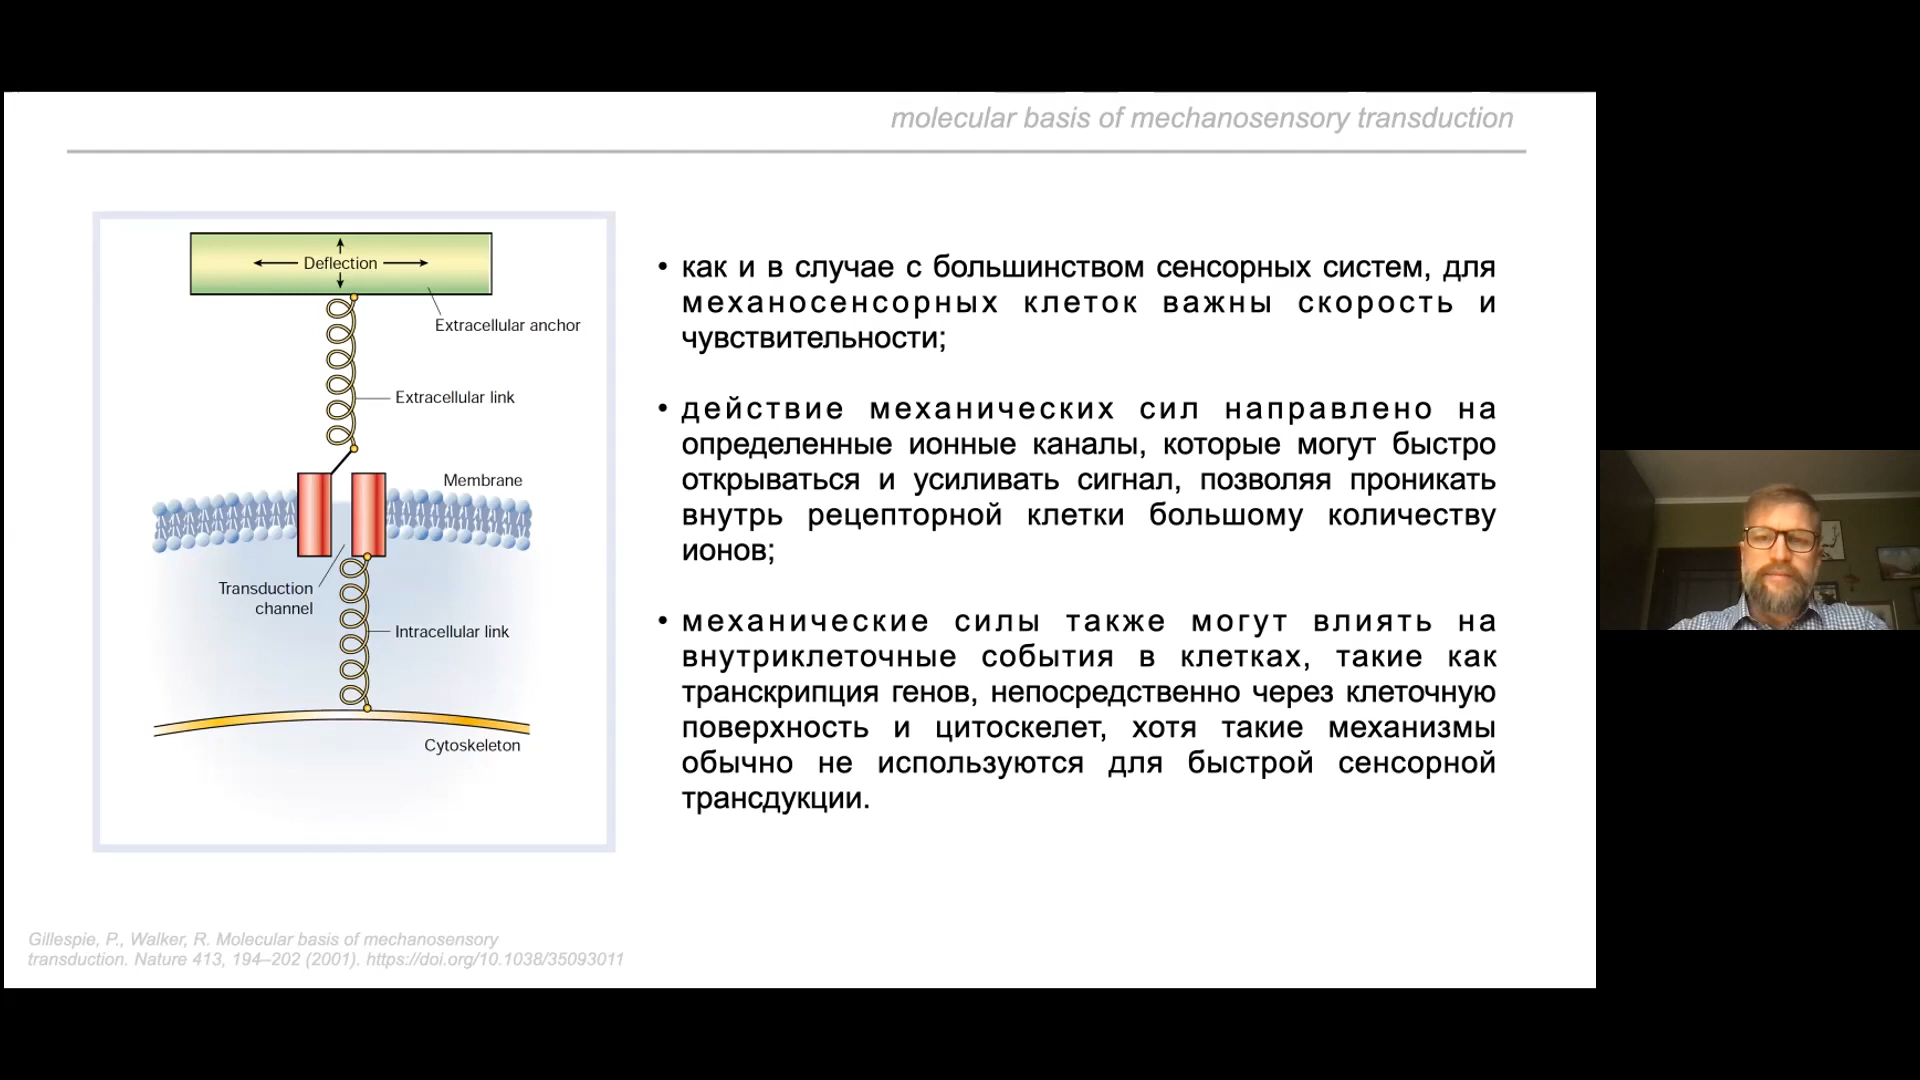 molecular basis of mechanosensory transduction
Deflection
Extracellular anchor
Extracellular link
Membrane
Transduction
channel
Intracellular link
Cytoskeleton
• как и в случае с большинством сенсорных систем, для
механосенсорных клеток важны скорость и
чувствительности;
• действие механических сил направлено на
определенные ионные каналы, которые могут быстро
открываться и усиливать сигнал, позволяя проникать
внутрь рецепторной клетки большому количеству
ионов;
• механические силы также могут влиять на
внутриклеточные события в клетках, такие как
транскрипция генов, непосредственно через клеточную
поверхность и цитоскелет, хотя такие механизмы
обычно не используются для быстрой сенсорной
трансдукции.
Gillespie, P., Walker, R. Molecular basis of mechanosensory
transduction. Nature 413, 194–202 (2001). https://doi.org/10.1038/35093011